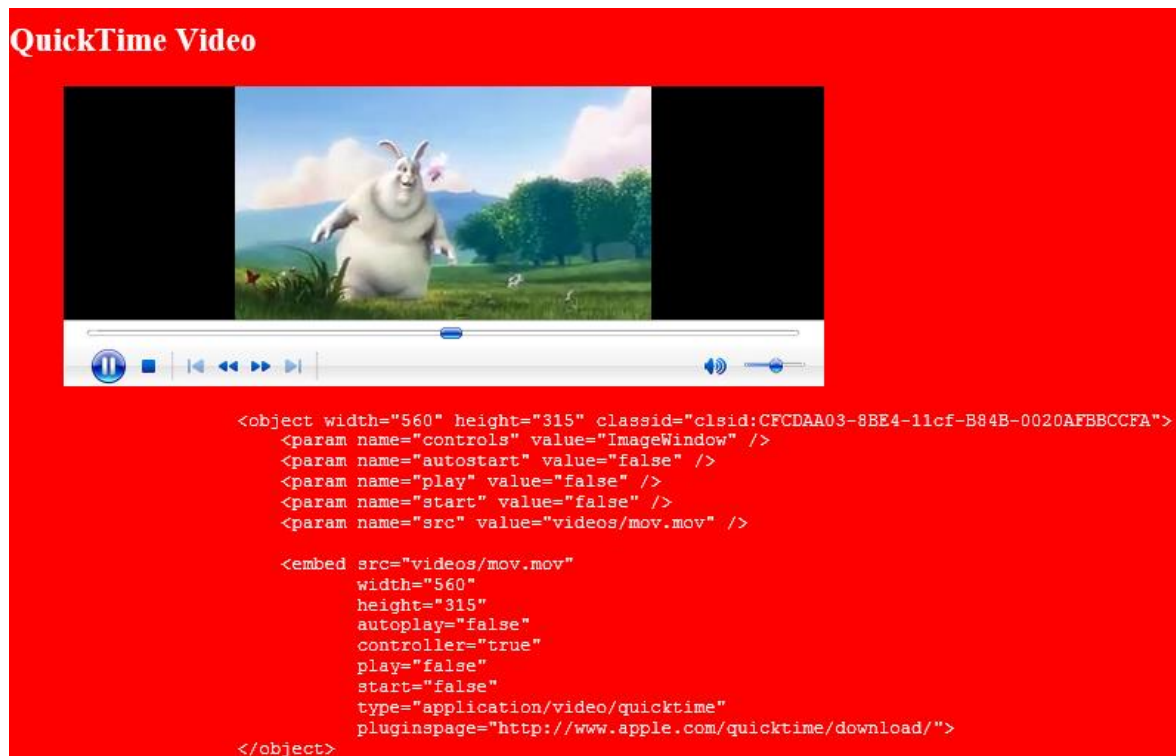 QuickTime Video
<object width="560" height="315" classid="clsid:CFCDAA03-8BE4-11cf-B84B-0020AFBBCCFA">
<param name="controls" value="ImageWindow" />
<param name="autostart" value="false" />
<param name="play" value="false" />
<param name="start" value="false" />
<param name="src" value="videos/mov.mov" />
<embed src="videos/mov.mov"
width="560"
height="315"
autoplay="false"
controller="true"
play="false"
start="false"
type="application/video/quicktime"
pluginspage="http://www.apple.com/quicktime/download/">
</object>